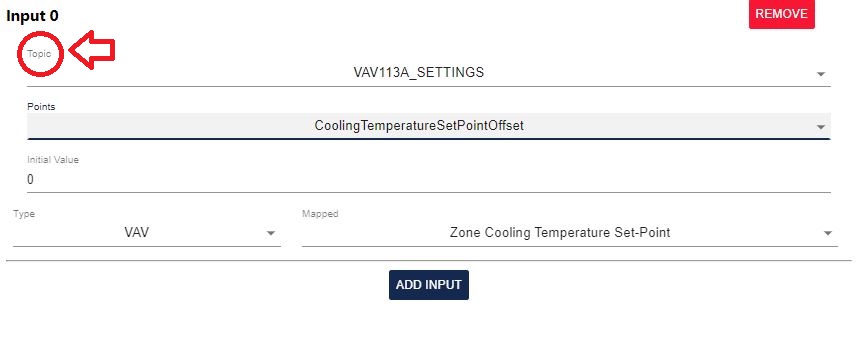 Input 0
REMOVE
Topic
VAV113A_SETTINGS
Points
CoolingTemperatureSetPointOffset
Initial Value
0
Type
Mapped
VAV
Zone Cooling Temperature Set-Point
ADD INPUT